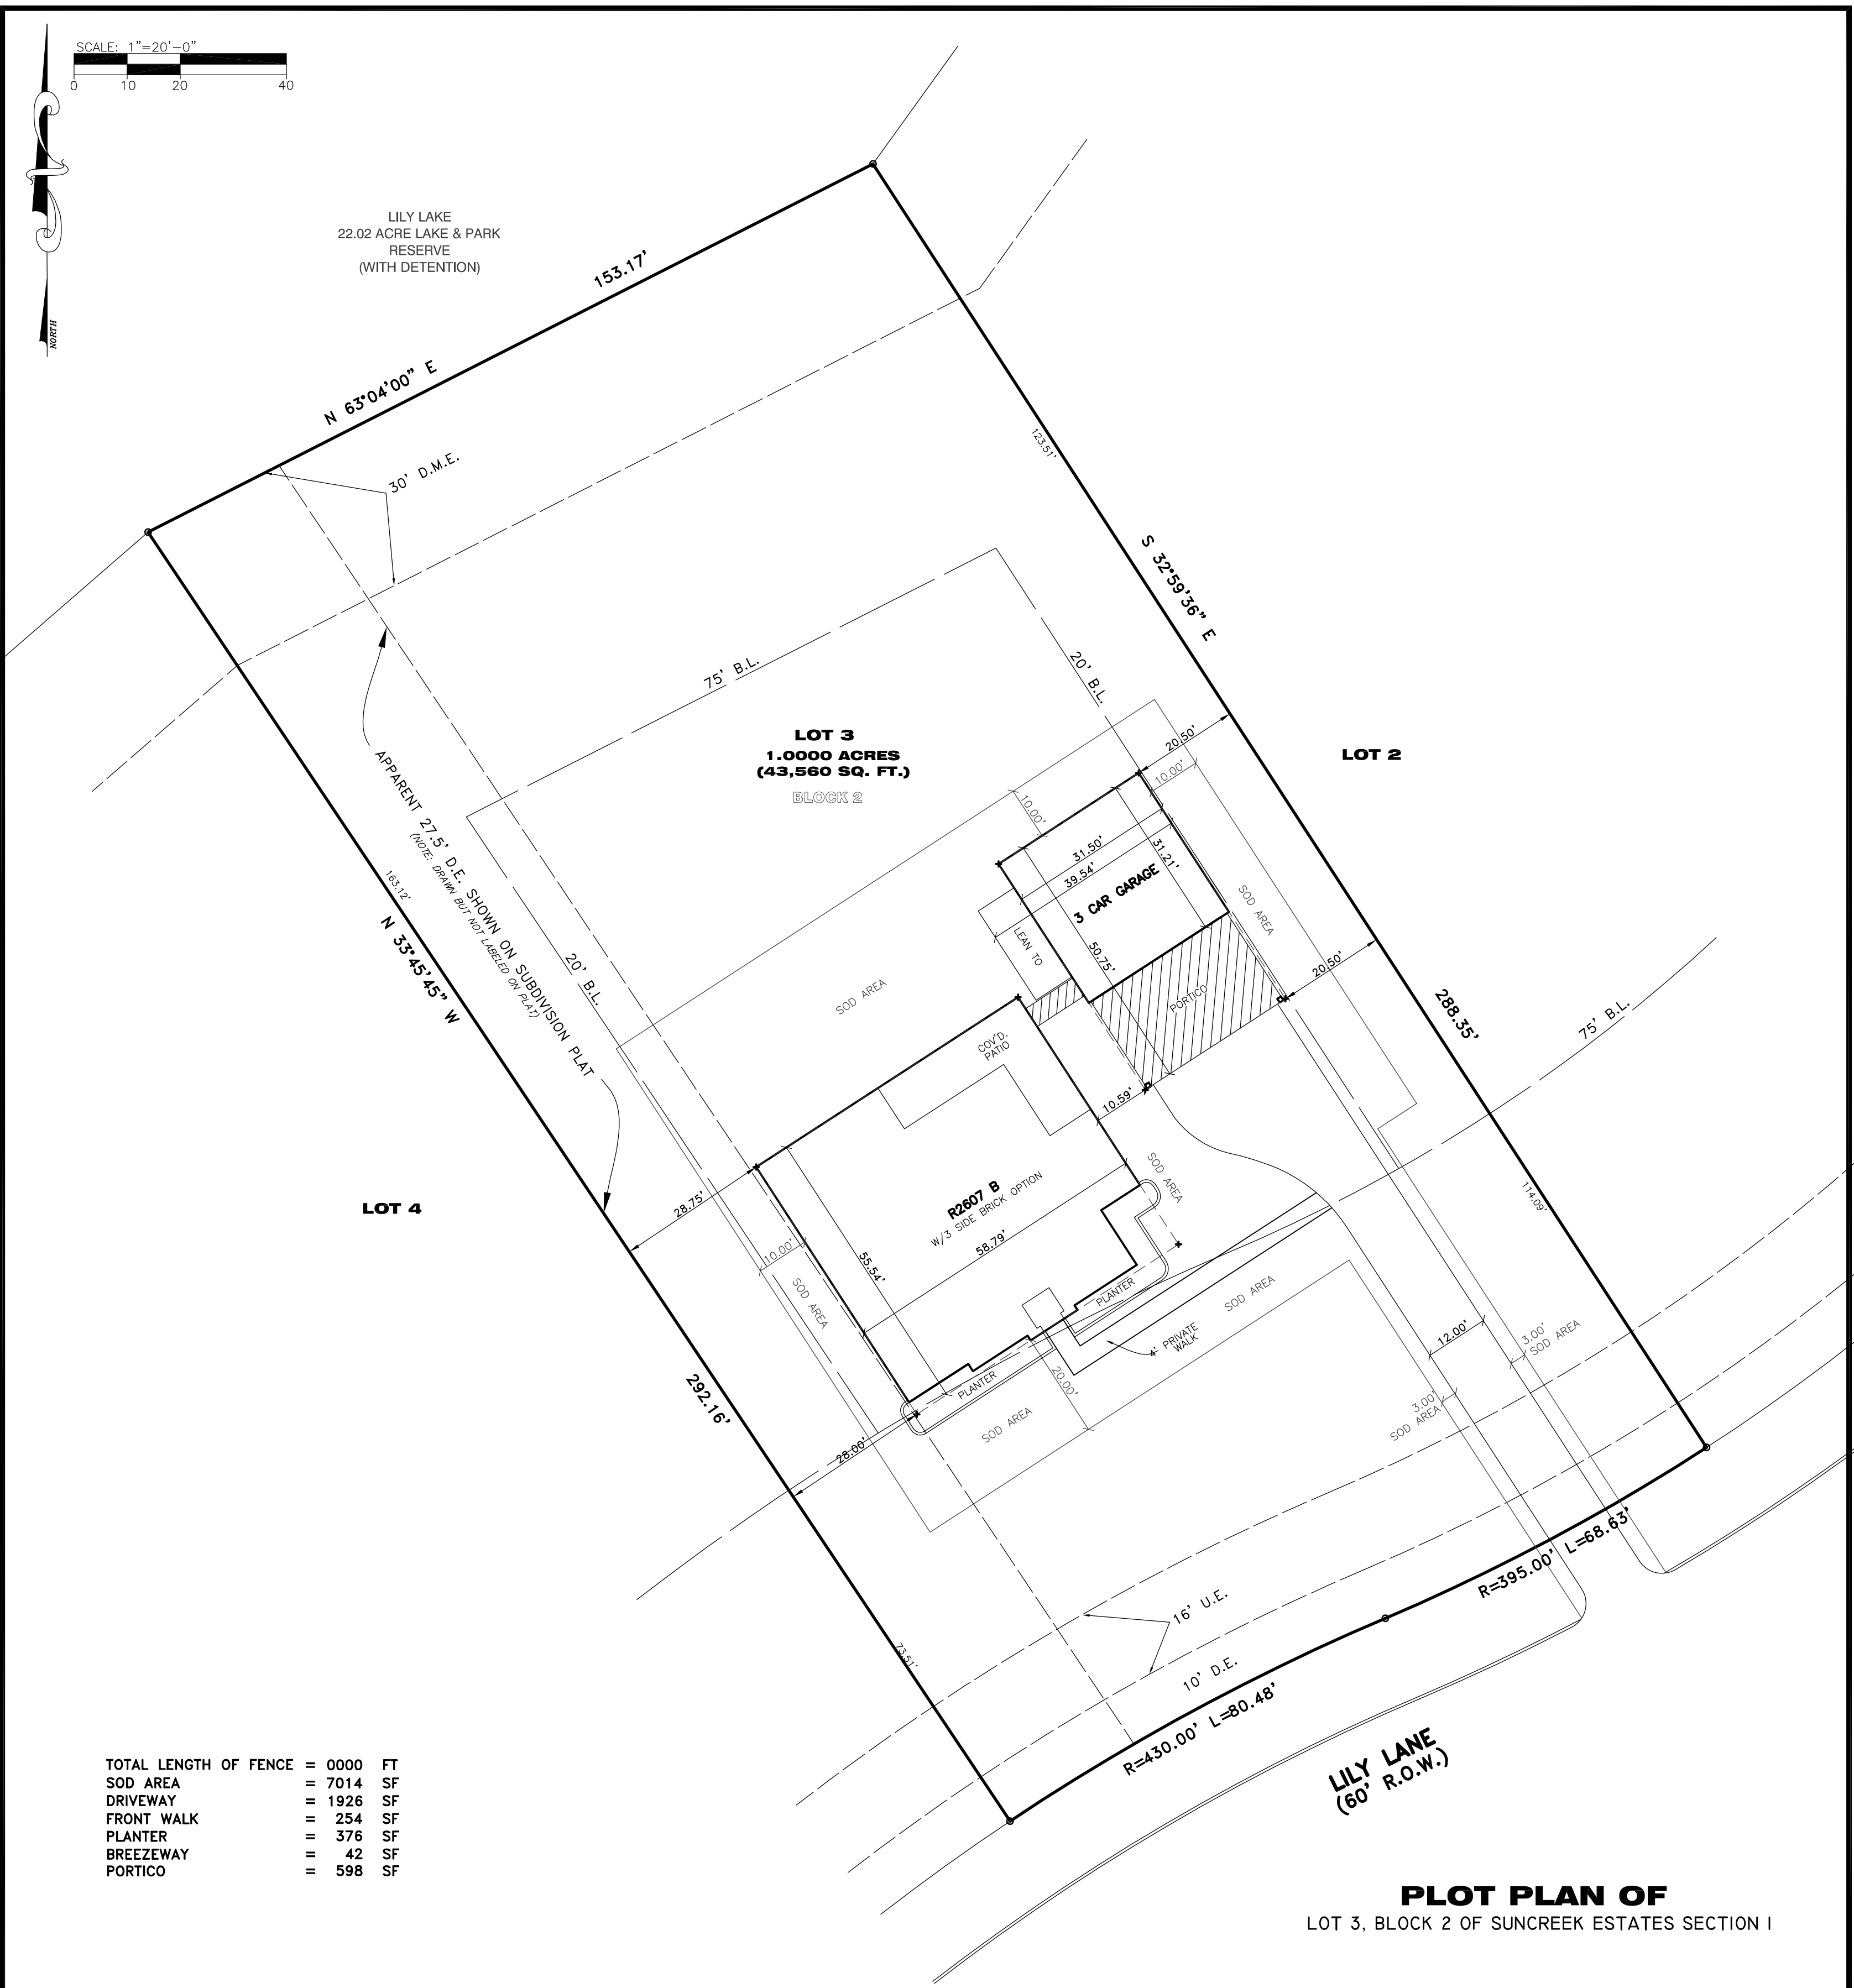 SCALE: 1"=20'-0"
0 10 20 40
NORTH
LILY LAKE
22.02 ACRE LAKE & PARK
RESERVE
(WITH DETENTION)
153.17'
N 63°04'00" E
30' D.M.E.
123.51'
S 32°59'36" E
75' B.L.
20' B.L.
LOT 3
1.0000 ACRES
(43,560 SQ. FT.)
BLOCK 2
LOT 2
APPARENT 27.5' D.E. SHOWN ON SUBDIVISION PLAT
(NOTE: DRAWN BUT NOT LABELED ON PLAT)
163.12'
N 33°45'45" W
20' B.L.
20.50'
10.00'
10.00'
31.50'
39.54'
31.21'
3 CAR GARAGE
SOD AREA
LEAN TO
50.75'
PORTICO
20.50'
SOD AREA
COV'D.
PATIO
288.35'
75' B.L.
10.59'
SOD AREA
114.09'
LOT 4
28.75'
R2607 B
W/3 SIDE BRICK OPTION
58.79'
55.54'
10.00'
SOD AREA
PLANTER
SOD AREA
4' PRIVATE
WALK
12.00'
3.00'
SOD AREA
292.16'
PLANTER
20.00'
SOD AREA
3.00'
SOD AREA
28.00'
R=395.00' L=68.63'
16' U.E.
73.51'
10' D.E.
R=430.00' L=80.48'
LILY LANE
(60' R.O.W.)
TOTAL LENGTH OF FENCE = 0000 FT
SOD AREA = 7014 SF
DRIVEWAY = 1926 SF
FRONT WALK = 254 SF
PLANTER = 376 SF
BREEZEWAY = 42 SF
PORTICO = 598 SF
PLOT PLAN OF
LOT 3, BLOCK 2 OF SUNCREEK ESTATES SECTION I